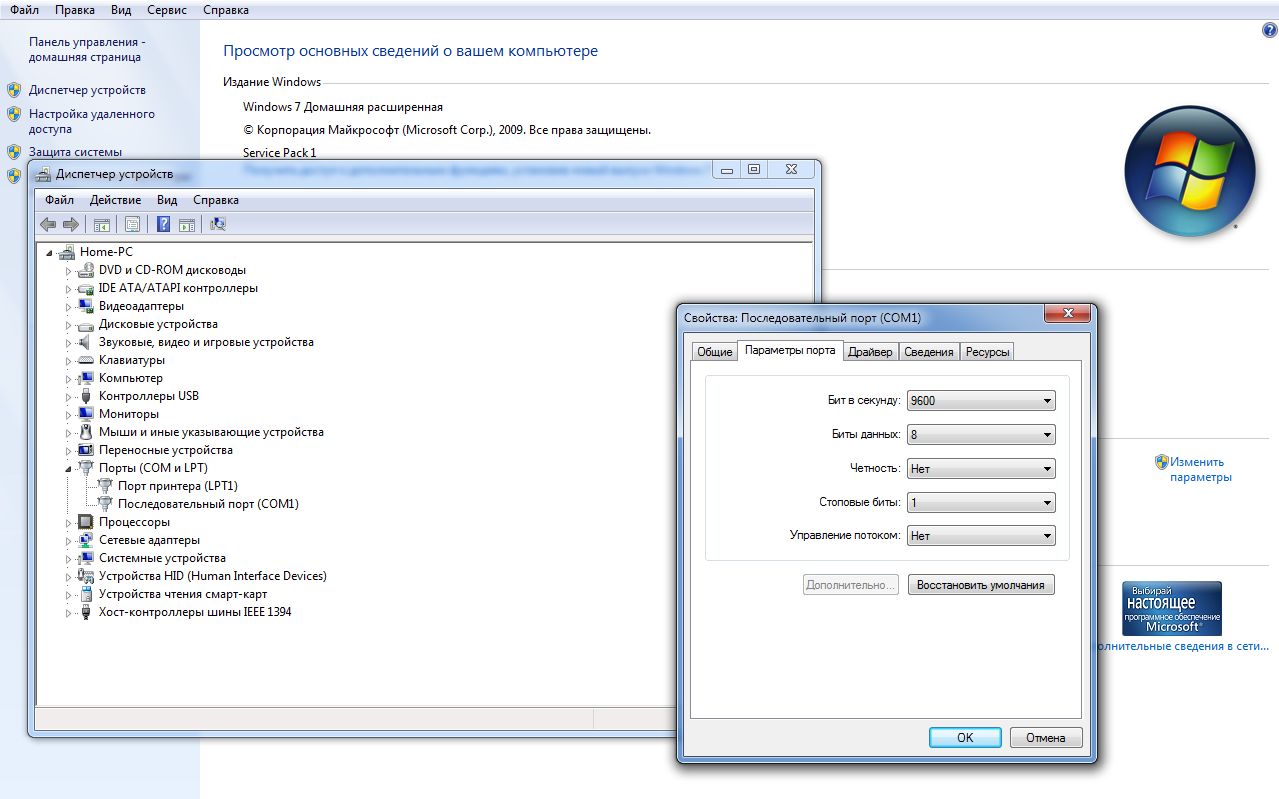 Файл Правка Вид Сервис Справка
Панель управления -
домашняя страница
Диспетчер устройств
Настройка удаленного
доступа
Защита системы
Просмотр основных сведений о вашем компьютере
Издание Windows
Windows 7 Домашняя расширенная
© Корпорация Майкрософт (Microsoft Corp.), 2009. Все права защищены.
Service Pack 1
Диспетчер устройств
Файл Действие Вид Справка
Home-PC
DVD и CD-ROM дисководы
IDE ATA/ATAPI контроллеры
Видеоадаптеры
Дисковые устройства
Звуковые, видео и игровые устройства
Клавиатуры
Компьютер
Контроллеры USB
Мониторы
Мыши и иные указывающие устройства
Переносные устройства
Порты (COM и LPT)
Порт принтера (LPT1)
Последовательный порт (COM1)
Процессоры
Сетевые адаптеры
Системные устройства
Устройства HID (Human Interface Devices)
Устройства чтения смарт-карт
Хост-контроллеры шины IEEE 1394
Свойства: Последовательный порт (COM1)
Общие Параметры порта Драйвер Сведения Ресурсы
Бит в секунду: 9600
Биты данных: 8
Четность: Нет
Стоповые биты: 1
Управление потоком: Нет
Дополнительно... Восстановить умолчания
OK Отмена
Изменить
параметры
Выбирай
настоящее
программное обеспечение
Microsoft®
олнительные сведения в сети...